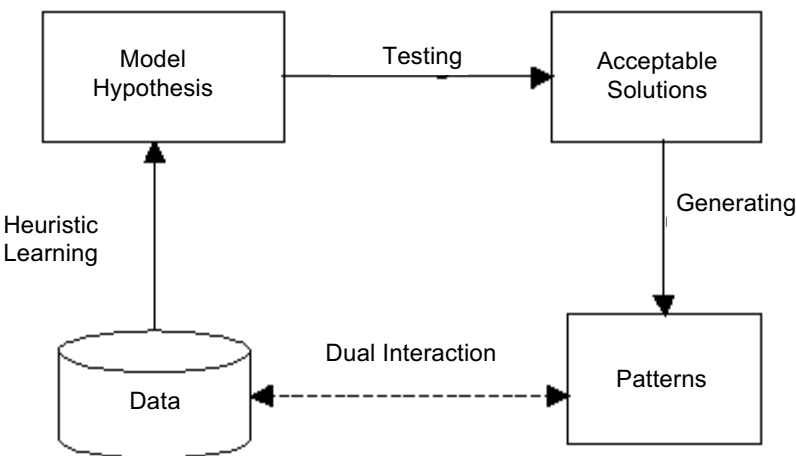 Model
Hypothesis
Testing
Acceptable
Solutions
Heuristic
Learning
Generating
Dual Interaction
Data
Patterns